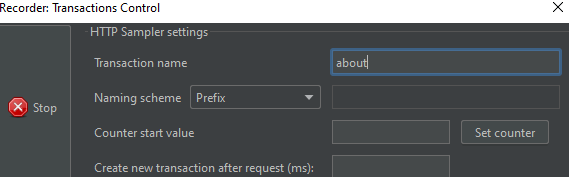 Recorder: Transactions Control
HTTP Sampler settings
Transaction name about
Naming scheme Prefix
Stop
Counter start value Set counter
Create new transaction after request (ms):